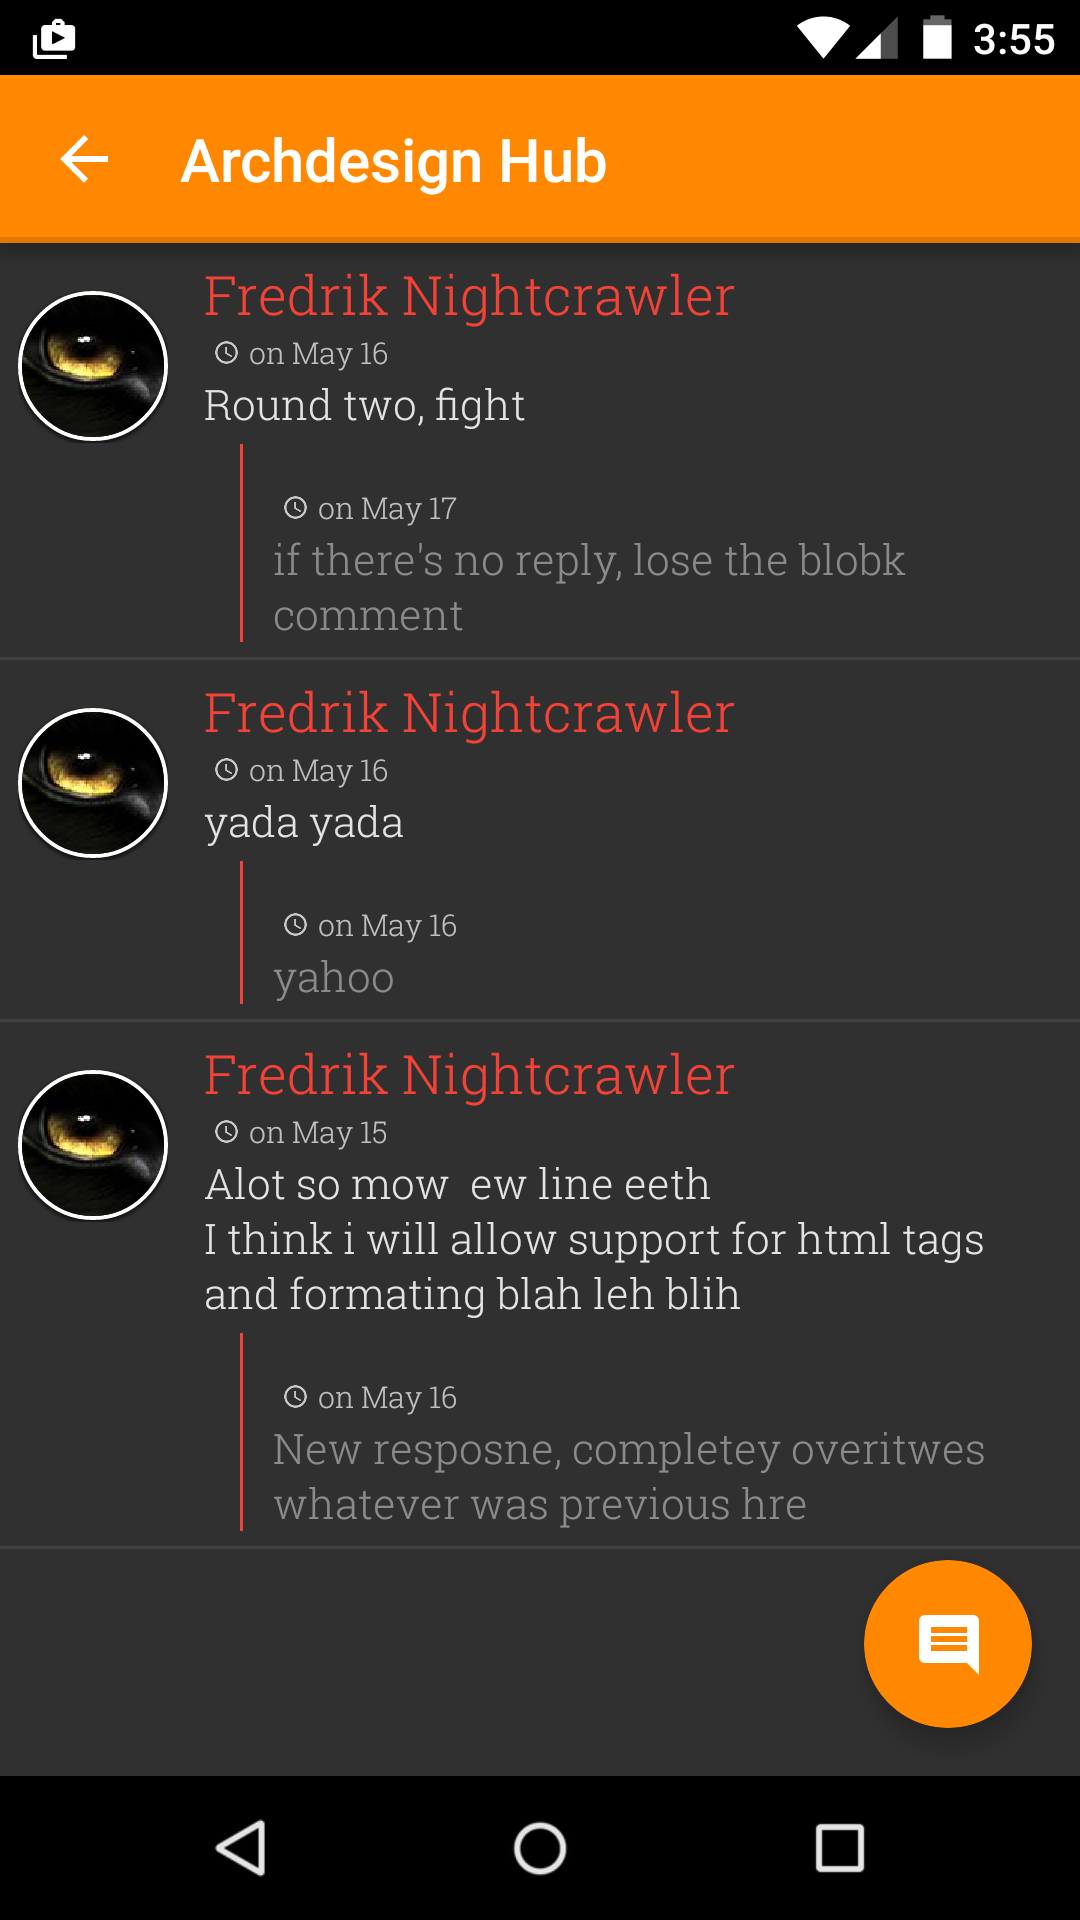 3:55
Archdesign Hub
Fredrik Nightcrawler
on May 16
Round two, fight
on May 17
if there's no reply, lose the blobk
comment
Fredrik Nightcrawler
on May 16
yada yada
on May 16
yahoo
Fredrik Nightcrawler
on May 15
Alot so mow  ew line eeth
I think i will allow support for html tags
and formating blah leh blih
on May 16
New resposne, completey overitwes
whatever was previous hre